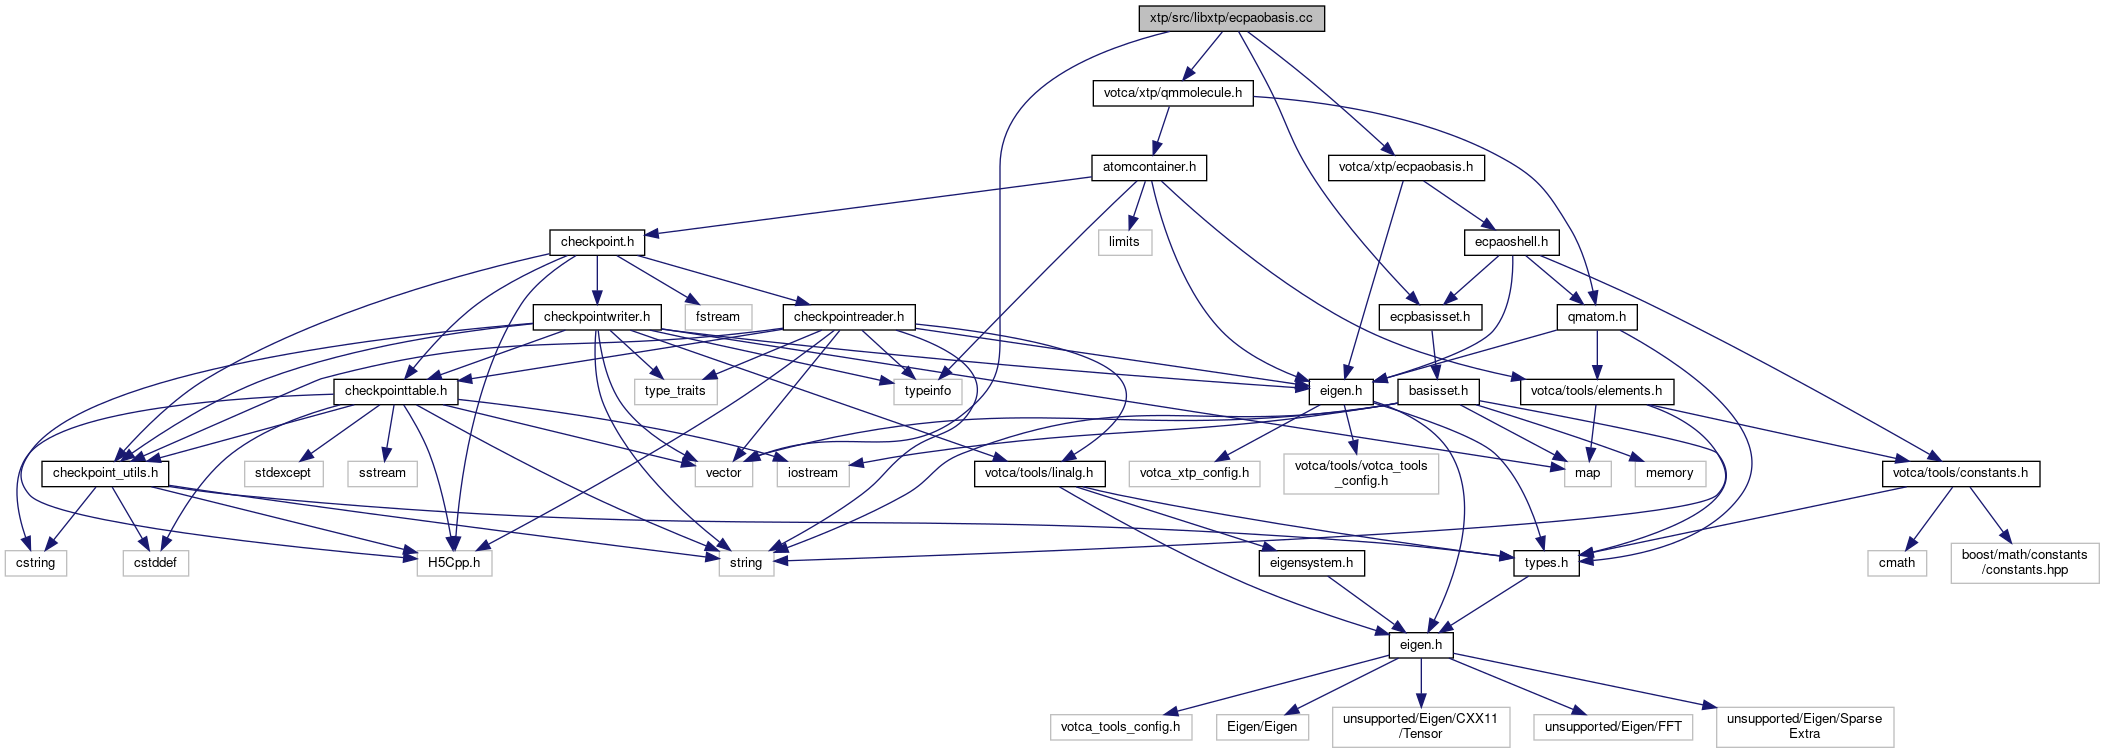 xtp/src/libxtp/ecpaobasis.cc
votca/xtp/qmmolecule.h
atomcontainer.h
votca/xtp/ecpaobasis.h
checkpoint.h
limits
ecpaoshell.h
checkpointwriter.h
fstream
checkpointreader.h
ecpbasisset.h
qmatom.h
checkpointtable.h
type_traits
typeinfo
eigen.h
basisset.h
votca/tools/elements.h
checkpoint_utils.h
stdexcept
sstream
vector
iostream
votca/tools/linalg.h
votca_xtp_config.h
votca/tools/votca_tools
_config.h
map
memory
votca/tools/constants.h
cstring
cstddef
H5Cpp.h
string
eigensystem.h
types.h
cmath
boost/math/constants
/constants.hpp
eigen.h
votca_tools_config.h
Eigen/Eigen
unsupported/Eigen/CXX11
/Tensor
unsupported/Eigen/FFT
unsupported/Eigen/Sparse
Extra